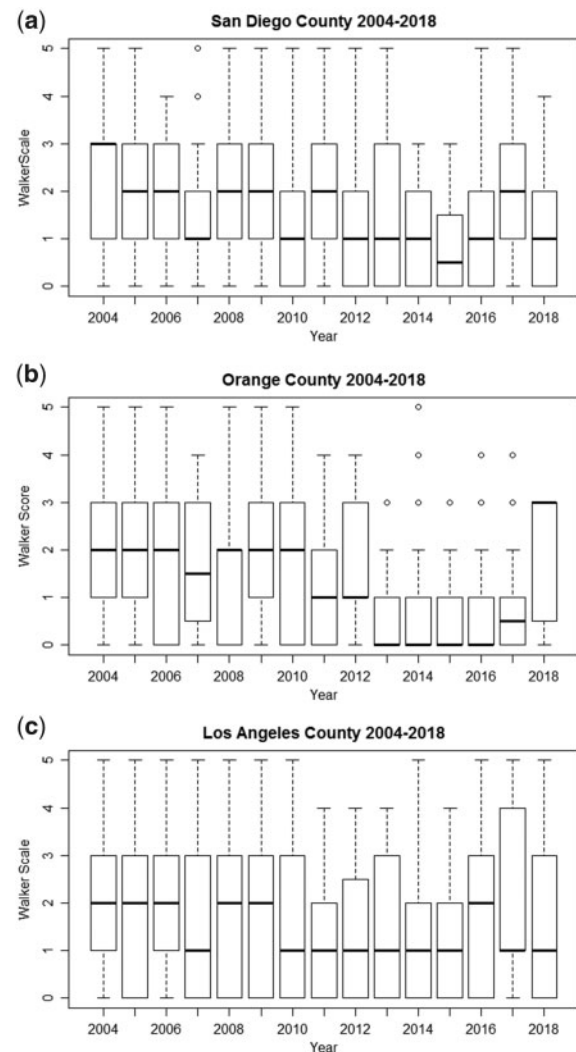 (a)
San Diego County 2004-2018
5
4
3
2
1
0
WalkerScale
2004 2006 2008 2010 2012 2014 2016 2018
Year
(b)
Orange County 2004-2018
5
4
3
2
1
0
Walker Score
2004 2006 2008 2010 2012 2014 2016 2018
Year
(c)
Los Angeles County 2004-2018
5
4
3
2
1
0
Walker Scale
2004 2006 2008 2010 2012 2014 2016 2018
Year